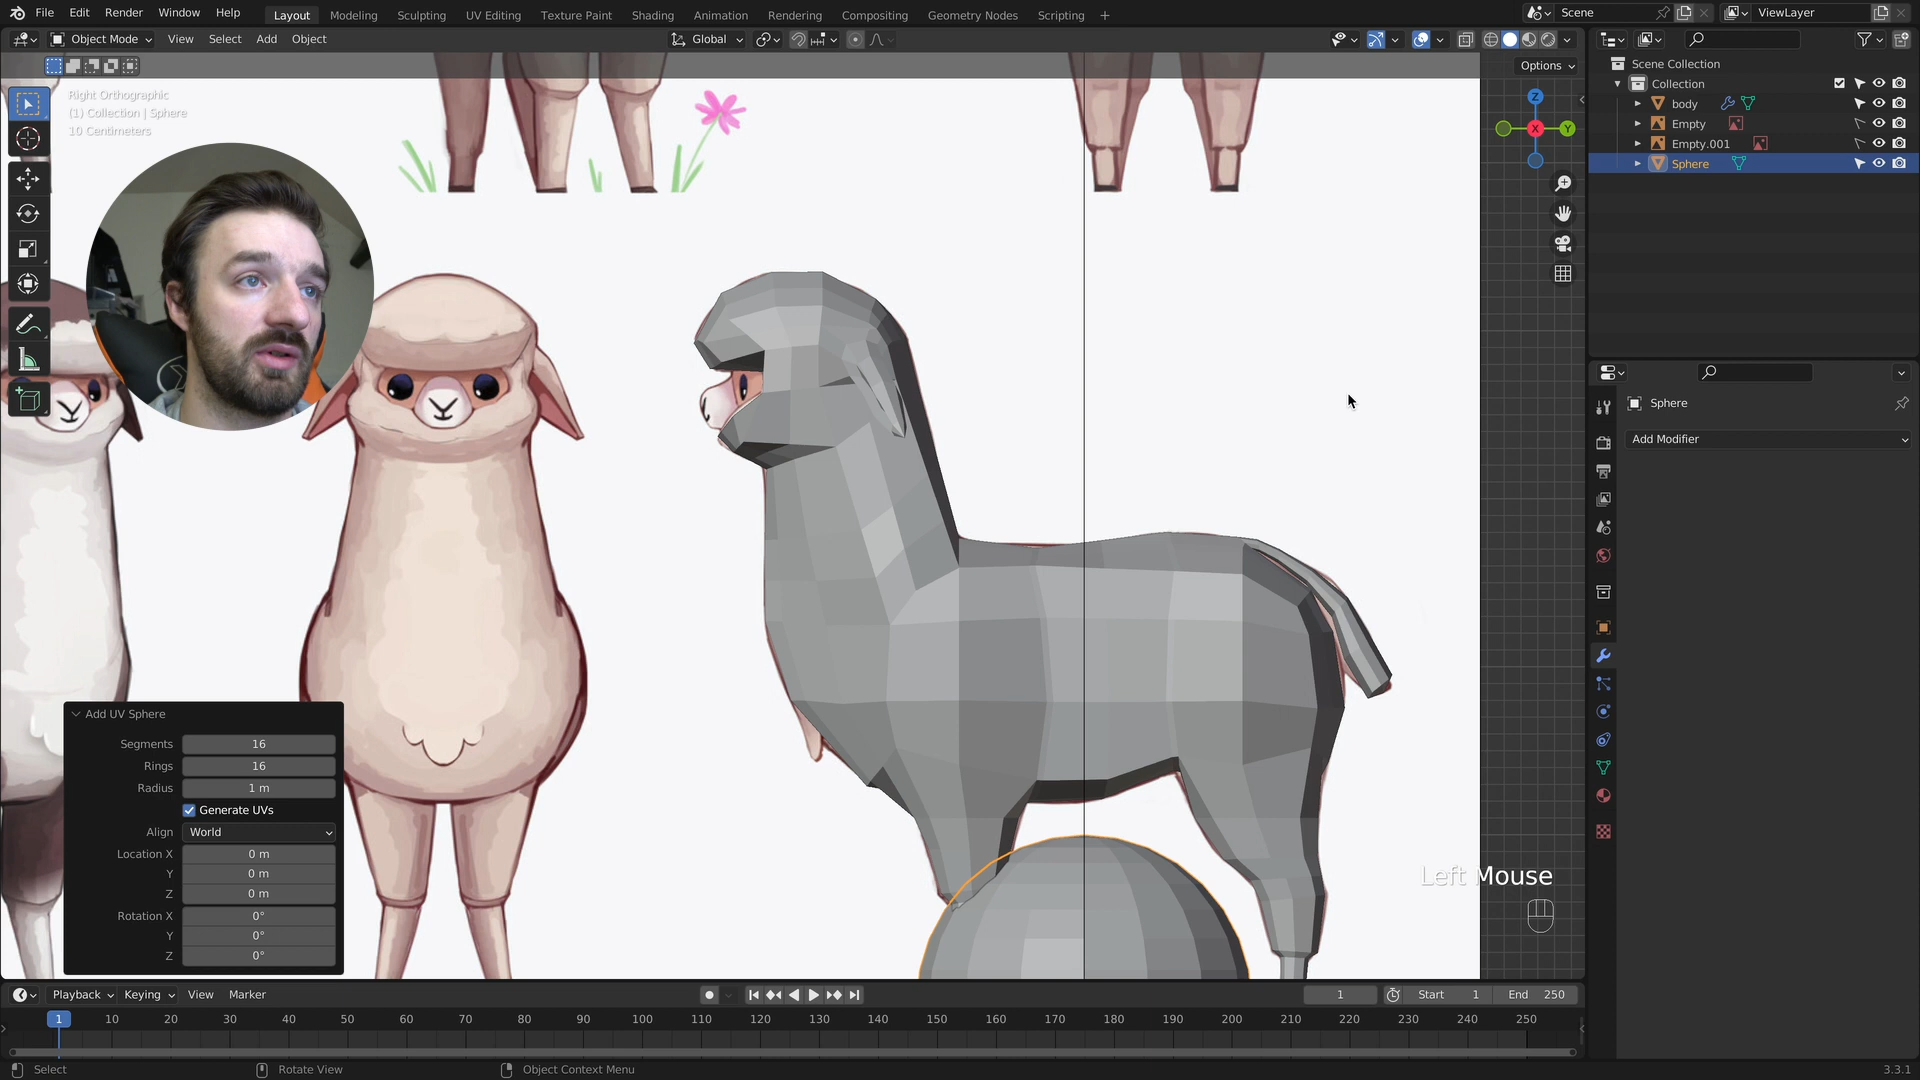 File Edit Render Window Help Layout Modeling Sculpting UV Editing Texture Paint Shading Animation Rendering Compositing Geometry Nodes Scripting + Scene ViewLayer
Object Mode View Select Add Object Global
Options
Right Orthographic
(1) Collection | Sphere
10 Centimeters
Z
X
Y
Scene Collection
Collection
body
Empty
Empty.001
Sphere
Sphere
Add Modifier
Add UV Sphere
Segments 16
Rings 16
Radius 1 m
Generate UVs
Align World
Location X 0 m
Y 0 m
Z 0 m
Rotation X 0°
Y 0°
Z 0°
Left Mouse
Playback Keying View Marker 1 Start 1 End 250
1 10 20 30 40 50 60 70 80 90 100 110 120 130 140 150 160 170 180 190 200 210 220 230 240 250
Select Rotate View Object Context Menu 3.3.1